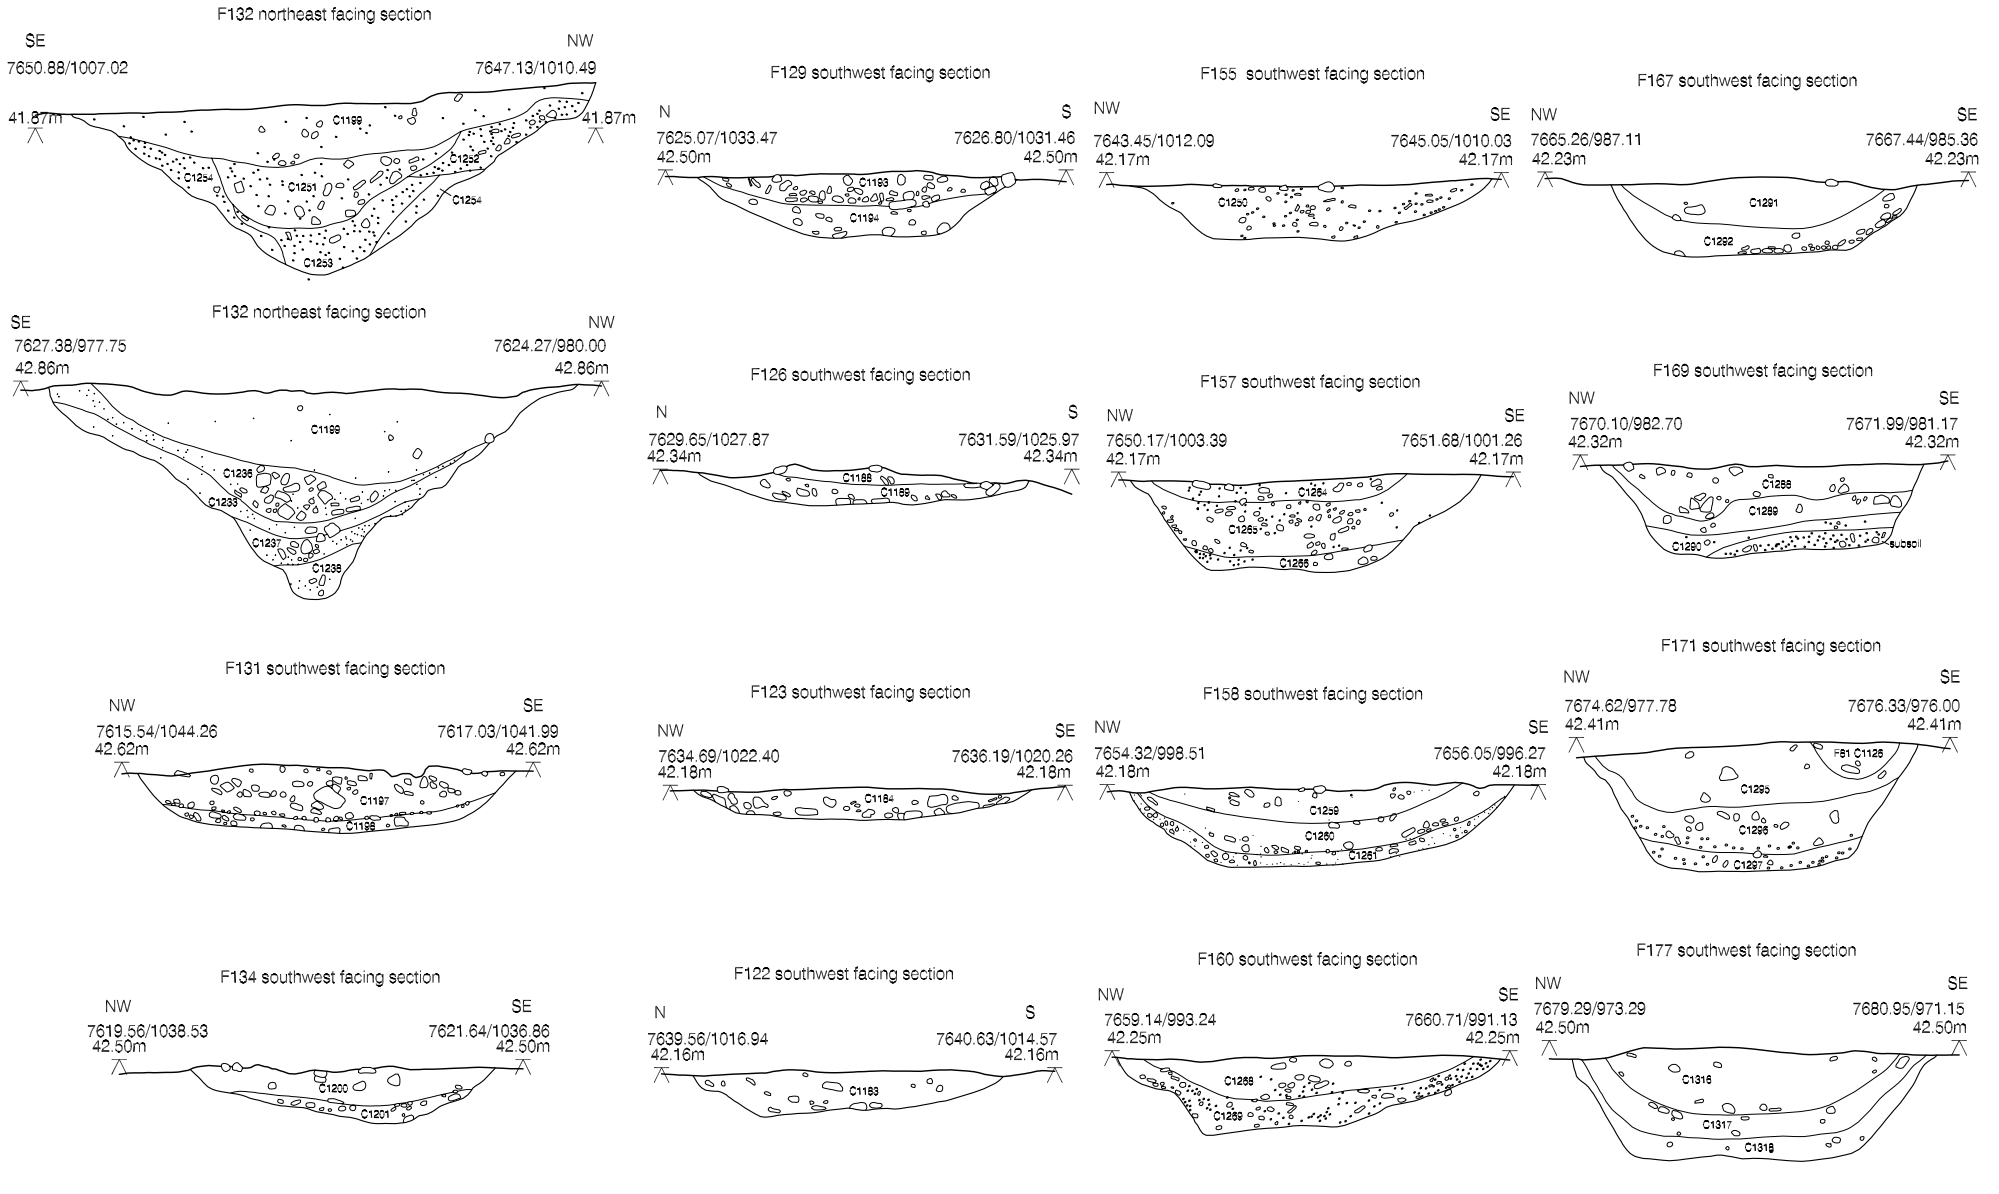 F132 northeast facing section
SE
NW
7650.88/1007.02
7647.13/1010.49
41.87m
41.87m
C1199
C1252
C1254
C1251
C1254
C1253
F129 southwest facing section
N
S
7625.07/1033.47
7626.80/1031.46
42.50m
42.50m
C1193
C1194
F155 southwest facing section
NW
SE
7643.45/1012.09
7645.05/1010.03
42.17m
42.17m
C1250
F167 southwest facing section
NW
SE
7665.26/987.11
7667.44/985.36
42.23m
42.23m
C1291
C1292
F132 northeast facing section
SE
NW
7627.38/977.75
7624.27/980.00
42.86m
42.86m
C1199
C1236
C1233
C1237
C1238
F126 southwest facing section
N
S
7629.65/1027.87
7631.59/1025.97
42.34m
42.34m
C1188
C1189
F157 southwest facing section
NW
SE
7650.17/1003.39
7651.68/1001.26
42.17m
42.17m
C1264
C1265
C1266
F169 southwest facing section
NW
SE
7670.10/982.70
7671.99/981.17
42.32m
42.32m
C1288
C1289
C1290
subsoil
F131 southwest facing section
NW
SE
7615.54/1044.26
7617.03/1041.99
42.62m
42.62m
C1197
C1198
F123 southwest facing section
NW
SE
7634.69/1022.40
7636.19/1020.26
42.18m
42.18m
C1184
F158 southwest facing section
NW
SE
7654.32/998.51
7656.05/996.27
42.18m
42.18m
C1259
C1260
C1261
F171 southwest facing section
NW
SE
7674.62/977.78
7676.33/976.00
42.41m
42.41m
F81 C1126
C1295
C1296
C1297
F134 southwest facing section
NW
SE
7619.56/1038.53
7621.64/1036.86
42.50m
42.50m
C1200
C1201
F122 southwest facing section
N
S
7639.56/1016.94
7640.63/1014.57
42.16m
42.16m
C1183
F160 southwest facing section
NW
SE
7659.14/993.24
7660.71/991.13
42.25m
42.25m
C1268
C1269
F177 southwest facing section
NW
SE
7679.29/973.29
7680.95/971.15
42.50m
42.50m
C1316
C1317
C1318